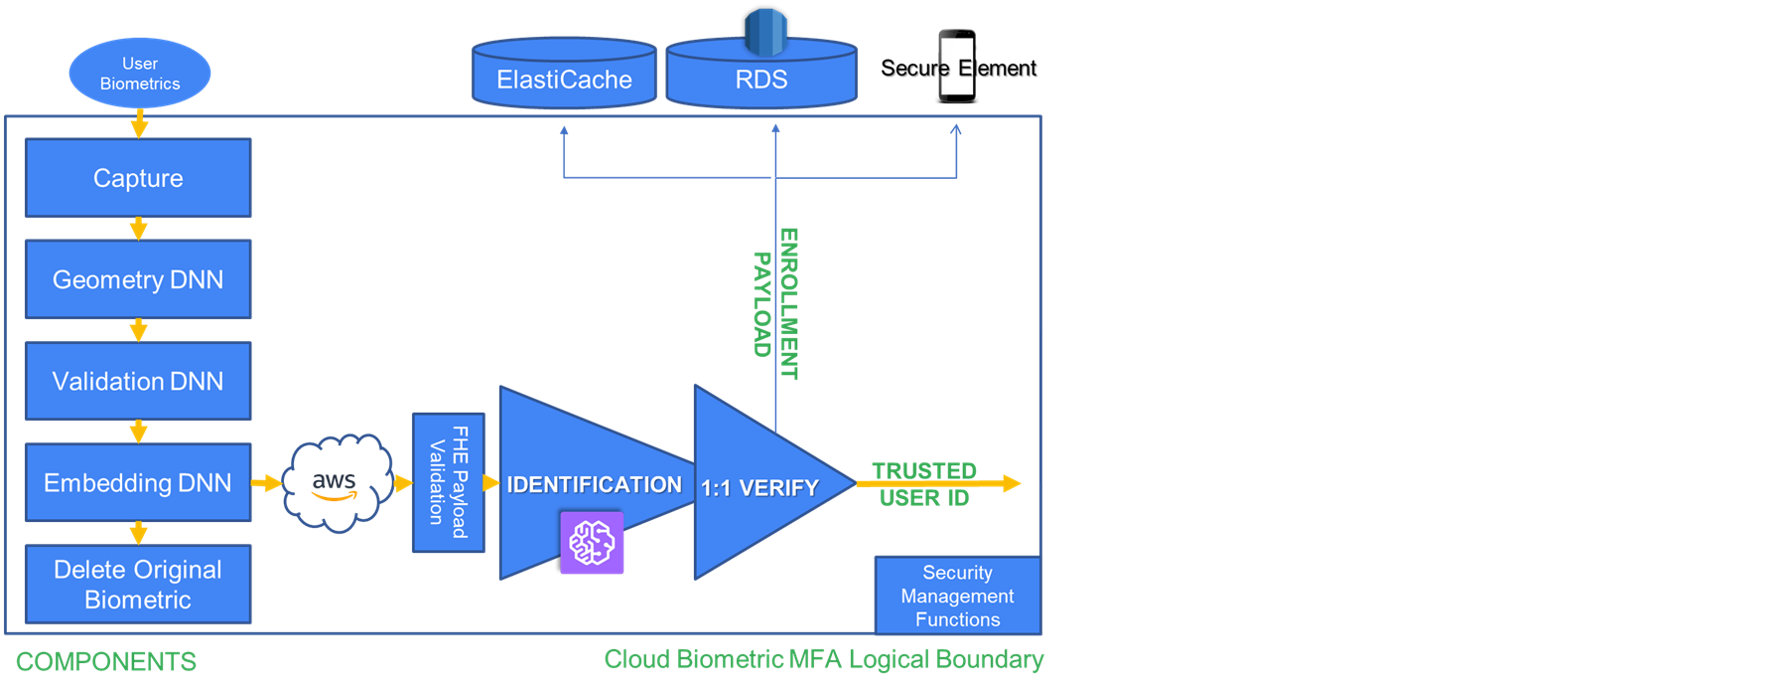 User
Biometrics
ElastiCache
RDS
Secure Element
Capture
Geometry DNN
Validation DNN
Embedding DNN
Delete Original
Biometric
aws
FHE Payload
Validation
IDENTIFICATION
1:1 VERIFY
ENROLLMENT
PAYLOAD
TRUSTED
USER ID
Security
Management
Functions
COMPONENTS
Cloud Biometric MFA Logical Boundary